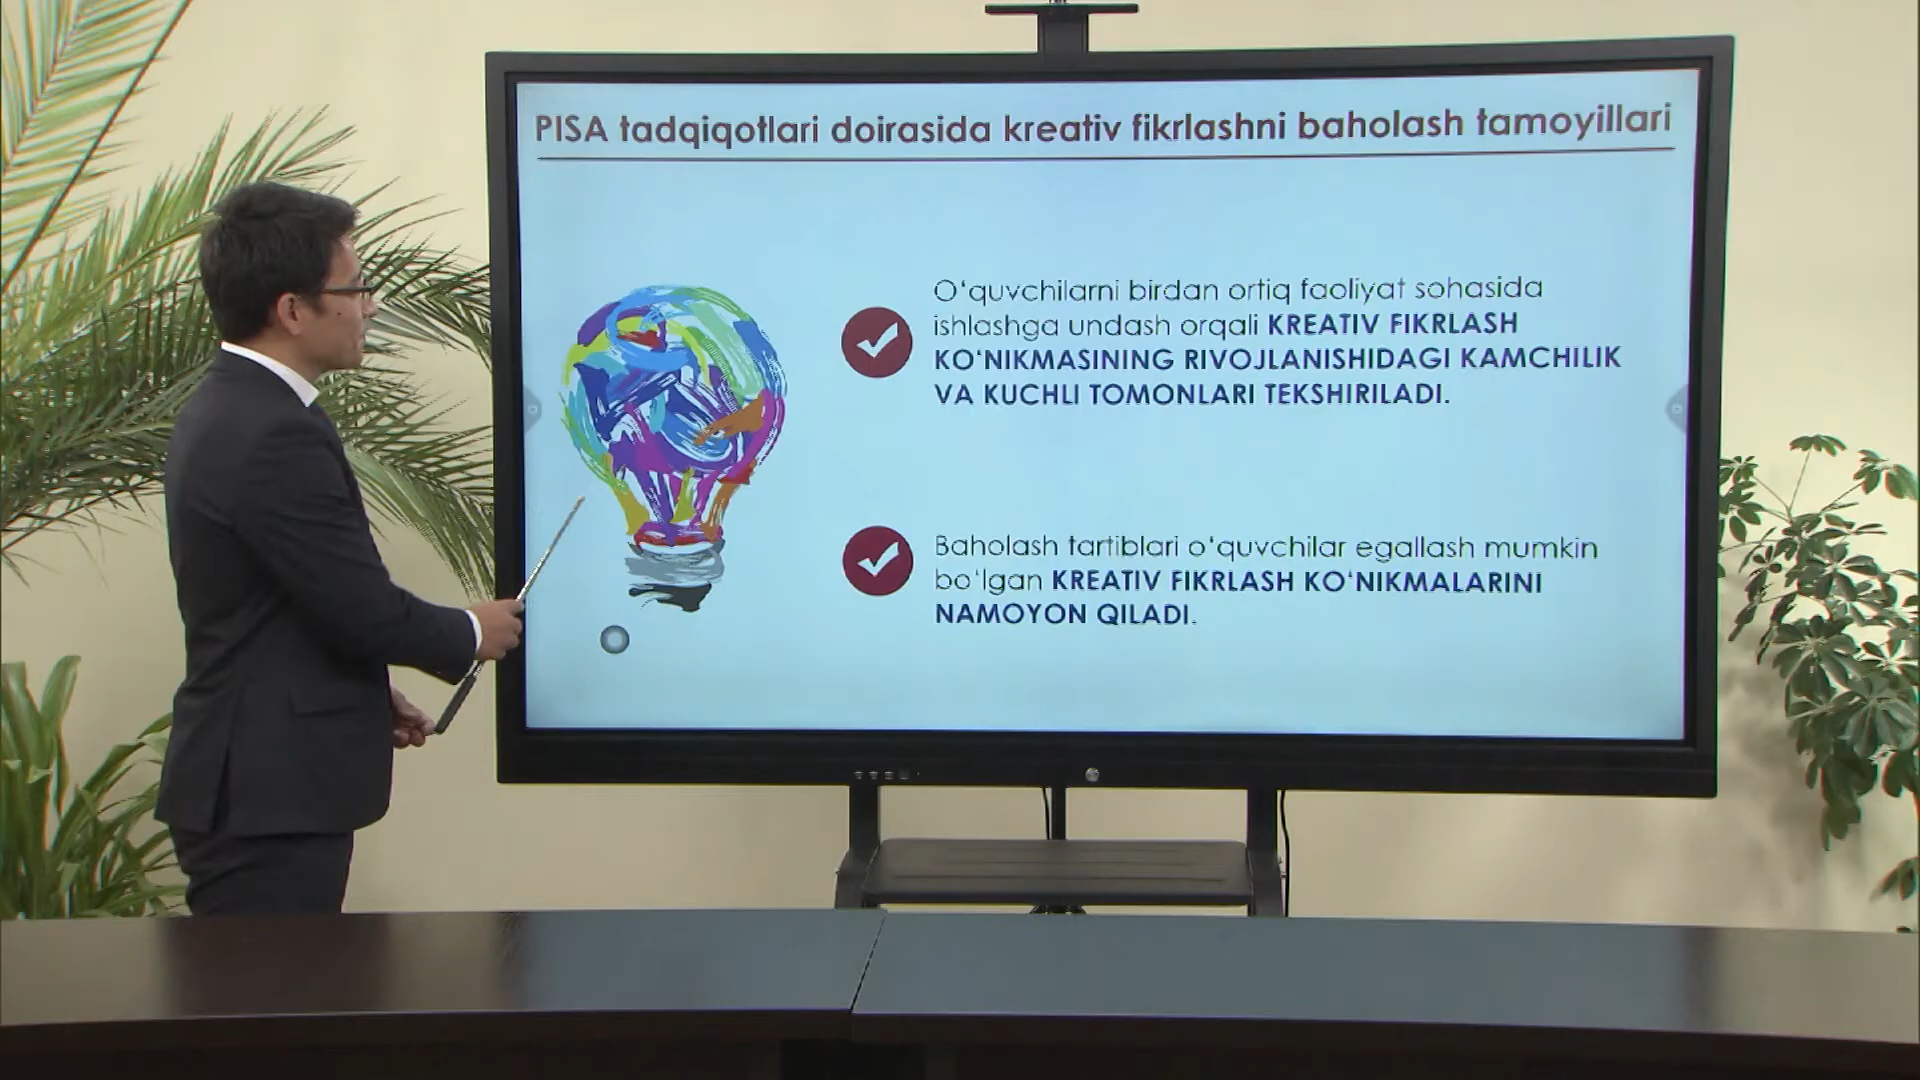 PISA tadqiqotlari doirasida kreativ fikrlashni baholash tamoyillari
O‘quvchilarni birdan ortiq faoliyat sohasida
ishlashga undash orqali KREATIV FIKRLASH
KO‘NIKMASINING RIVOJLANISHIDAGI KAMCHILIK
VA KUCHLI TOMONLARI TEKSHIRILADI.
Baholash tartiblari o‘quvchilar egallash mumkin
bo‘lgan KREATIV FIKRLASH KO‘NIKMALARINI
NAMOYON QILADI.